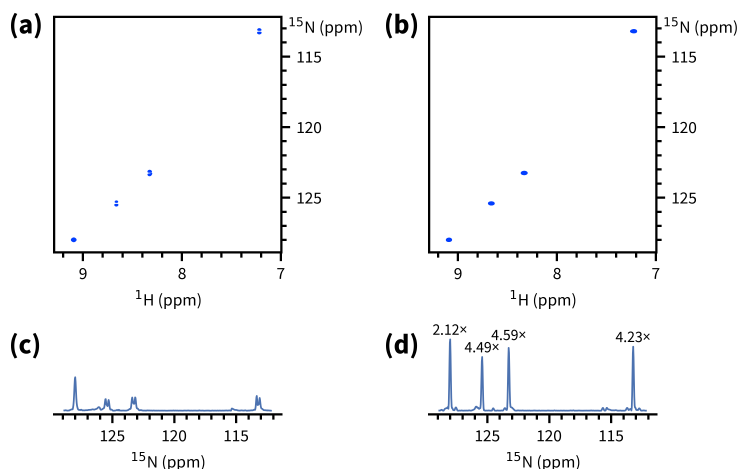 (a)
¹⁵N (ppm)
115
120
125
9 8 7
¹H (ppm)
(b)
¹⁵N (ppm)
115
120
125
9 8 7
¹H (ppm)
(c)
125 120 115
¹⁵N (ppm)
(d)
2.12×
4.49×
4.59×
4.23×
125 120 115
¹⁵N (ppm)